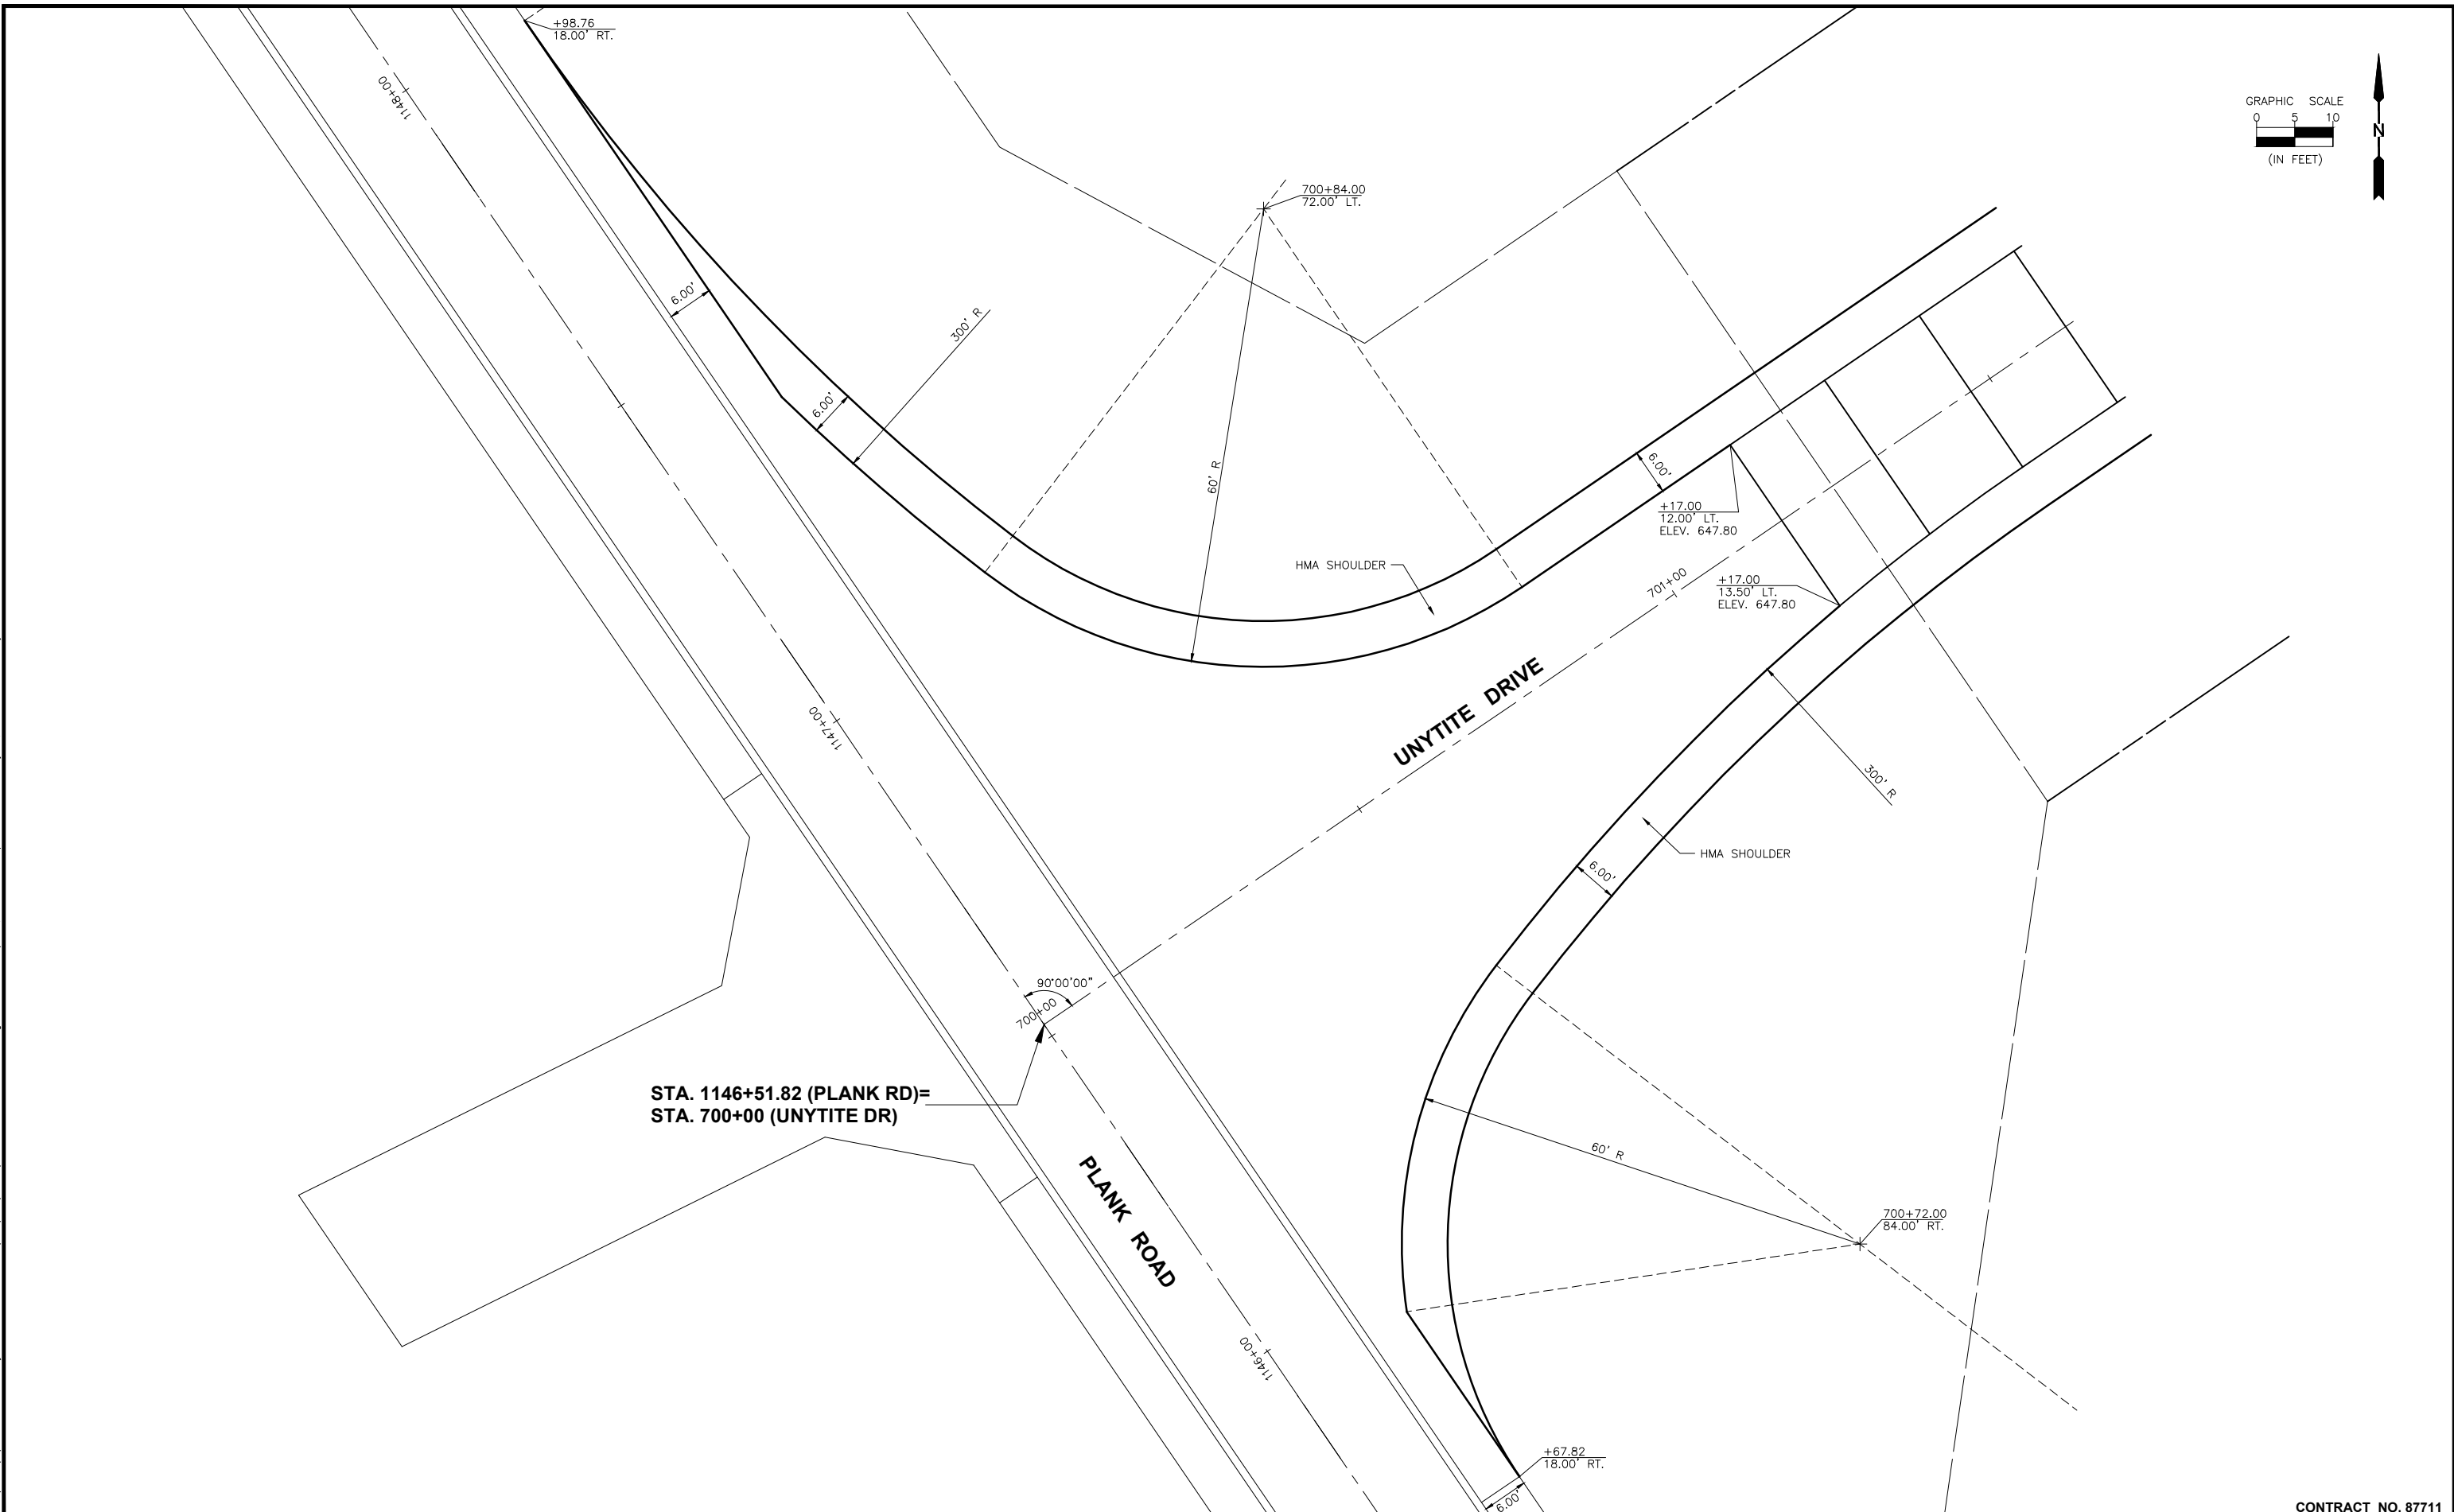 +98.76
18.00' RT.
1148+00
GRAPHIC SCALE
0 5 10
(IN FEET)
N
700+84.00
72.00' LT.
6.00'
300' R
6.00'
60' R
6.00'
+17.00
12.00' LT.
ELEV. 647.80
HMA SHOULDER
701+00
+17.00
13.50' LT.
ELEV. 647.80
UNYTITE DRIVE
1147+00
300' R
HMA SHOULDER
6.00'
90°00'00"
700+00
STA. 1146+51.82 (PLANK RD)=
STA. 700+00 (UNYTITE DR)
PLANK ROAD
60' R
700+72.00
84.00' RT.
1146+00
+67.82
18.00' RT.
6.00'
CONTRACT NO. 87711